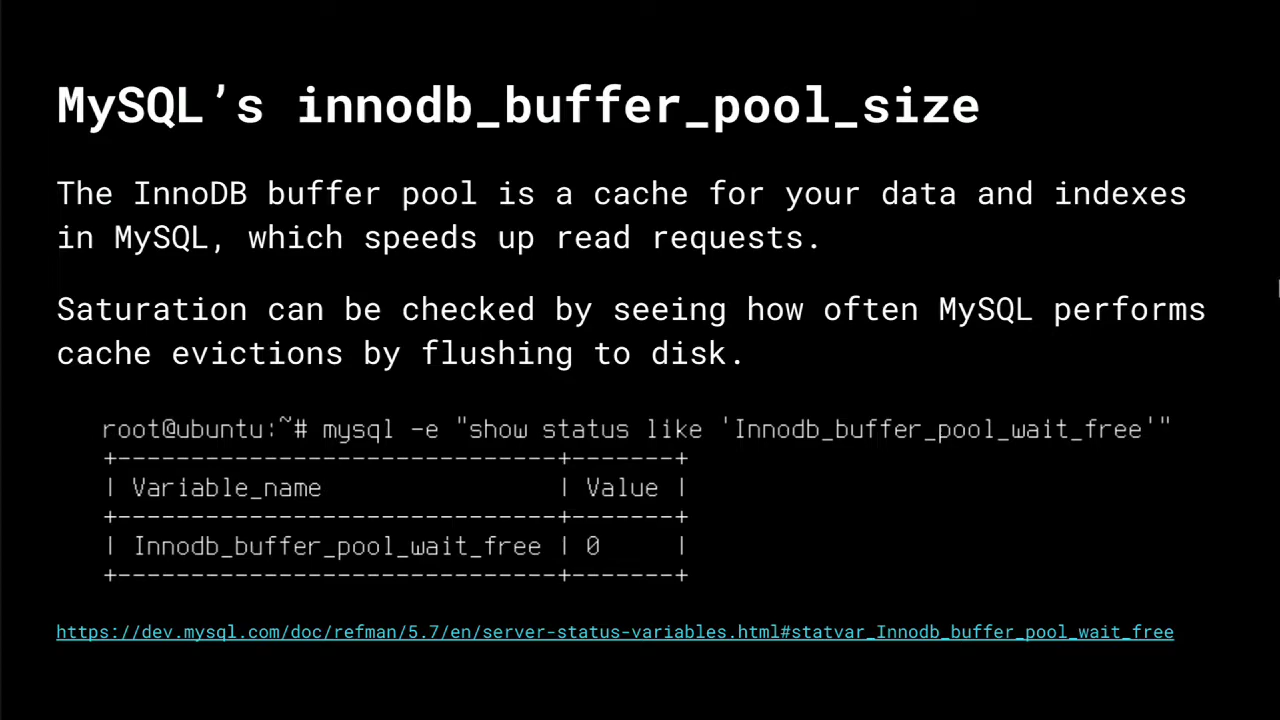 MySQL’s innodb_buffer_pool_size
The InnoDB buffer pool is a cache for your data and indexes
in MySQL, which speeds up read requests.
Saturation can be checked by seeing how often MySQL performs
cache evictions by flushing to disk.
root@ubuntu:~# mysql -e "show status like 'Innodb_buffer_pool_wait_free'"
+------------------------------+-------+
| Variable_name                | Value |
+------------------------------+-------+
| Innodb_buffer_pool_wait_free | 0     |
+------------------------------+-------+
https://dev.mysql.com/doc/refman/5.7/en/server-status-variables.html#statvar_Innodb_buffer_pool_wait_free